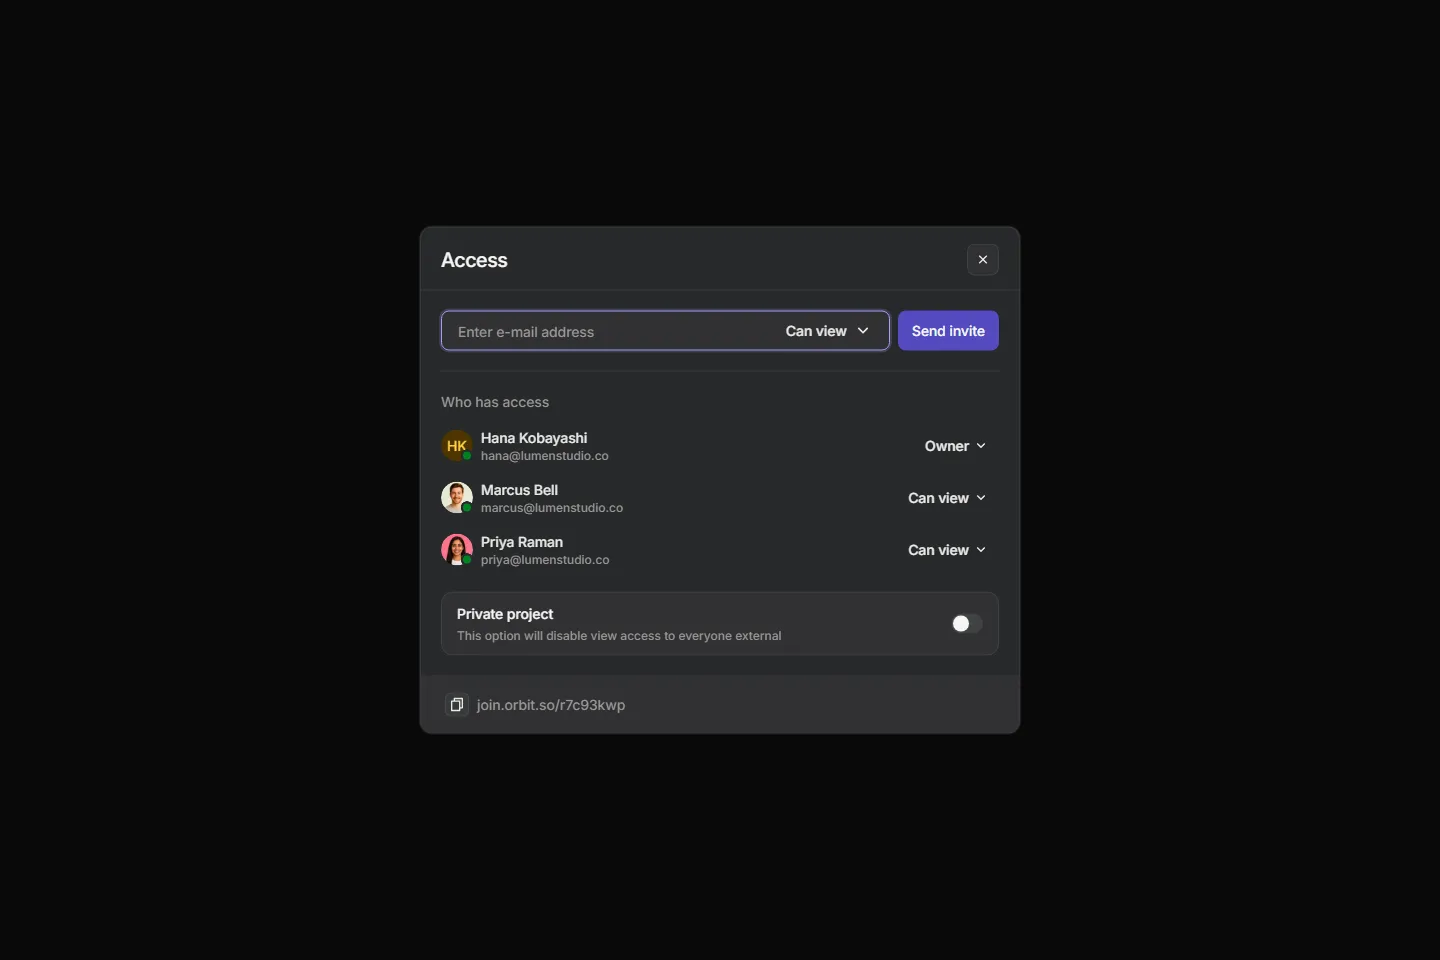 Access
Enter e-mail address
Can view
Send invite
Who has access
HK
Hana Kobayashi
hana@lumenstudio.co
Owner
Marcus Bell
marcus@lumenstudio.co
Can view
Priya Raman
priya@lumenstudio.co
Can view
Private project
This option will disable view access to everyone external
join.orbit.so/r7c93kwp